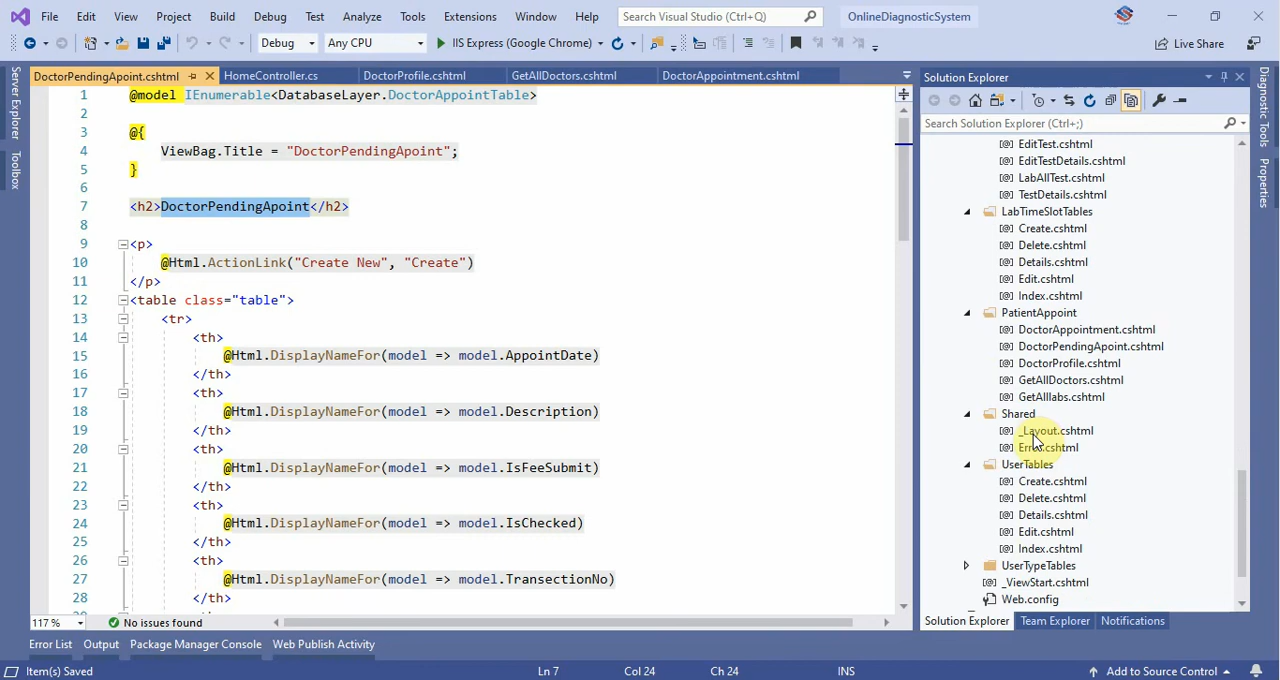 File Edit View Project Build Debug Test Analyze Tools Extensions Window Help Search Visual Studio (Ctrl+Q) OnlineDiagnosticSystem
Debug Any CPU IIS Express (Google Chrome) Live Share
DoctorPendingApoint.cshtml HomeController.cs DoctorProfile.cshtml GetAllDoctors.cshtml DoctorAppointment.cshtml
Server Explorer
Toolbox
1 @model IEnumerable<DatabaseLayer.DoctorAppointTable>
2
3 @{
4 ViewBag.Title = "DoctorPendingApoint";
5 }
6
7 <h2>DoctorPendingApoint</h2>
8
9 <p>
10 @Html.ActionLink("Create New", "Create")
11 </p>
12 <table class="table">
13 <tr>
14 <th>
15 @Html.DisplayNameFor(model => model.AppointDate)
16 </th>
17 <th>
18 @Html.DisplayNameFor(model => model.Description)
19 </th>
20 <th>
21 @Html.DisplayNameFor(model => model.IsFeeSubmit)
22 </th>
23 <th>
24 @Html.DisplayNameFor(model => model.IsChecked)
25 </th>
26 <th>
27 @Html.DisplayNameFor(model => model.TransectionNo)
28 </th>
117 % No issues found
Solution Explorer
Search Solution Explorer (Ctrl+;)
EditTest.cshtml
EditTestDetails.cshtml
LabAllTest.cshtml
TestDetails.cshtml
LabTimeSlotTables
Create.cshtml
Delete.cshtml
Details.cshtml
Edit.cshtml
Index.cshtml
PatientAppoint
DoctorAppointment.cshtml
DoctorPendingApoint.cshtml
DoctorProfile.cshtml
GetAllDoctors.cshtml
GetAlllabs.cshtml
Shared
_Layout.cshtml
Error.cshtml
UserTables
Create.cshtml
Delete.cshtml
Details.cshtml
Edit.cshtml
Index.cshtml
UserTypeTables
_ViewStart.cshtml
Web.config
Solution Explorer Team Explorer Notifications
Diagnostic Tools
Properties
Error List Output Package Manager Console Web Publish Activity
Item(s) Saved Ln 7 Col 24 Ch 24 INS Add to Source Control